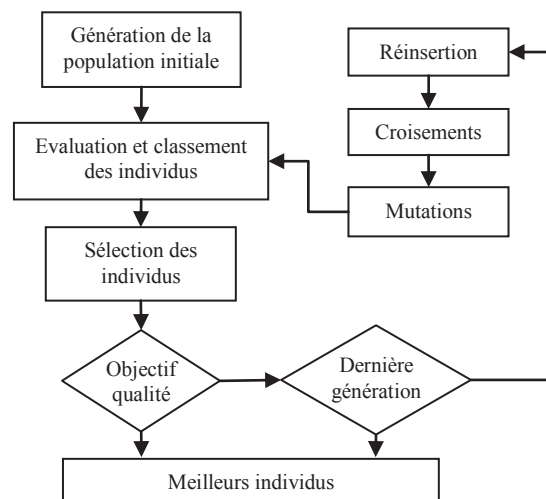 Génération de la
population initiale
Evaluation et classement
des individus
Sélection des
individus
Objectif
qualité
Dernière
génération
Meilleurs individus
Réinsertion
Croisements
Mutations